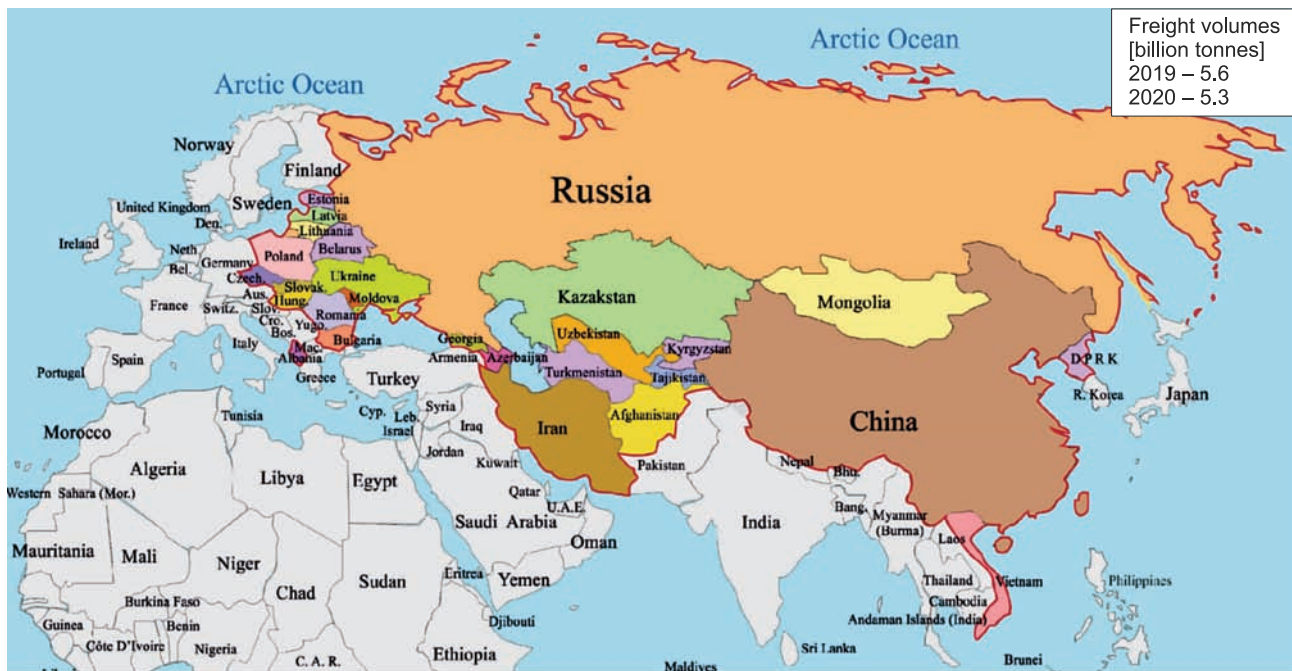 Freight volumes
[billion tonnes]
2019 – 5.6
2020 – 5.3
Arctic Ocean
Arctic Ocean
Norway
Finland
Russia
Sweden
Estonia
Latvia
Lithuania
United Kingdom
Den.
Ireland
Neth
Bel.
Germany
Poland
Belarus
Czech.
Ukraine
Slovak.
Aus.
Hung.
Moldova
France
Switz.
Slov.
Cro.
Bos.
Romania
Yugo.
Italy
Mac.
Bulgaria
Albania
Greece
Spain
Portugal
Kazakstan
Mongolia
Georgia
Armenia
Azerbaijan
Uzbekistan
Kyrgyzstan
Turkmenistan
Tajikistan
Turkey
D P R K
R. Korea
Japan
China
Afghanistan
Iran
Cyp.
Leb.
Israel
Syria
Iraq
Jordan
Kuwait
Pakistan
Nepal
Bhu.
Tunisia
Morocco
Algeria
Libya
Egypt
Western Sahara (Mor.)
Qatar
U.A.E.
Saudi Arabia
Oman
India
Bang.
Myanmar
(Burma)
Laos
Mauritania
Mali
Niger
Chad
Sudan
Eritrea
Yemen
Thailand
Vietnam
Cambodia
Philippines
Burkina Faso
Guinea
Benin
Côte D'Ivoire
Nigeria
Djibouti
Ethiopia
C. A. R.
Andaman Islands (India)
Sri Lanka
Maldives
Brunei